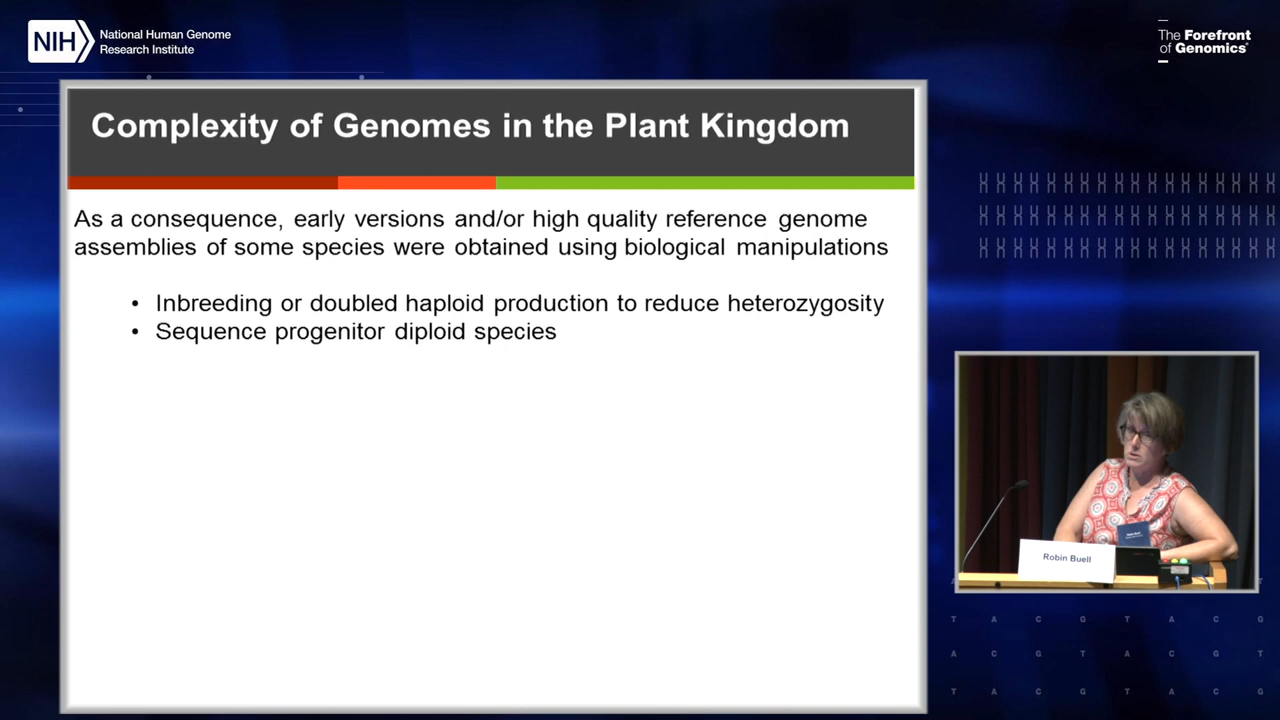 NIH
National Human Genome
Research Institute
The Forefront
of Genomics®
Complexity of Genomes in the Plant Kingdom
As a consequence, early versions and/or high quality reference genome
assemblies of some species were obtained using biological manipulations
• Inbreeding or doubled haploid production to reduce heterozygosity
• Sequence progenitor diploid species
Robin Buell
T A C G T A C G
A C G T A C G T
T A C G T A C G